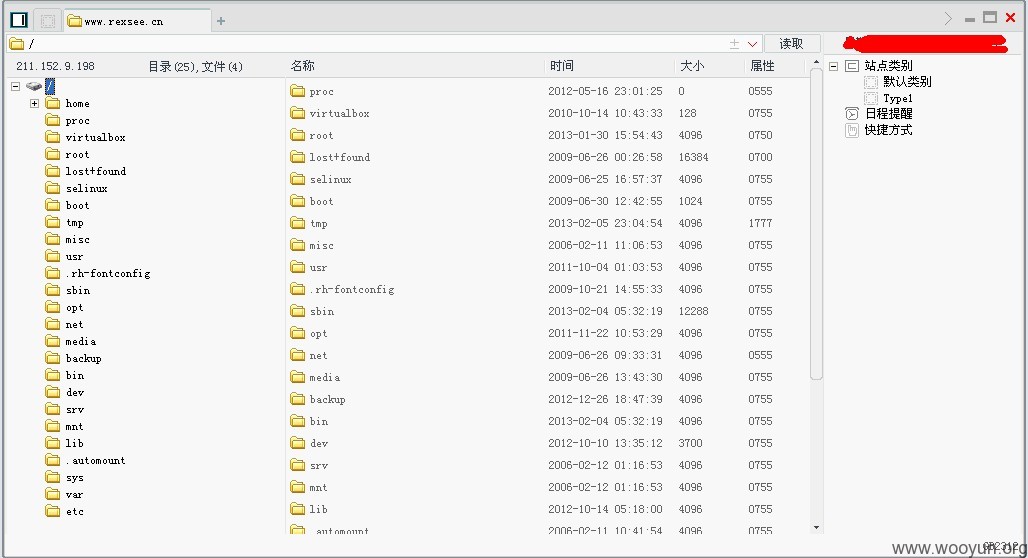 www.rexsee.cn
/ 读取
211.152.9.198 目录(25),文件(4) 名称 时间 大小 属性
/
home
proc
virtualbox
root
lost+found
selinux
boot
tmp
misc
usr
.rh-fontconfig
sbin
opt
net
media
backup
bin
dev
srv
mnt
lib
.automount
sys
var
etc
proc 2012-05-16 23:01:25 0 0555
virtualbox 2010-10-14 10:43:33 128 0755
root 2013-01-30 15:54:43 4096 0750
lost+found 2009-06-26 00:26:58 16384 0700
selinux 2009-06-25 16:57:37 4096 0755
boot 2009-06-30 12:42:55 1024 0755
tmp 2013-02-05 23:04:54 4096 1777
misc 2006-02-11 11:06:53 4096 0755
usr 2011-10-04 01:03:53 4096 0755
.rh-fontconfig 2009-10-21 14:55:33 4096 0755
sbin 2013-02-04 05:32:19 12288 0755
opt 2011-11-22 10:53:29 4096 0755
net 2009-06-26 09:33:31 4096 0555
media 2009-06-26 13:43:30 4096 0755
backup 2012-12-26 18:47:39 4096 0755
bin 2013-02-04 05:32:19 4096 0755
dev 2012-10-10 13:35:12 3700 0755
srv 2006-02-12 01:16:53 4096 0755
mnt 2006-02-12 01:16:53 4096 0755
lib 2012-10-14 05:18:00 4096 0755
.automount 2006-02-11 10:41:54 4096 0755
站点类别
默认类别
Type1
日程提醒
快捷方式
GB2312
www.wooyun.org